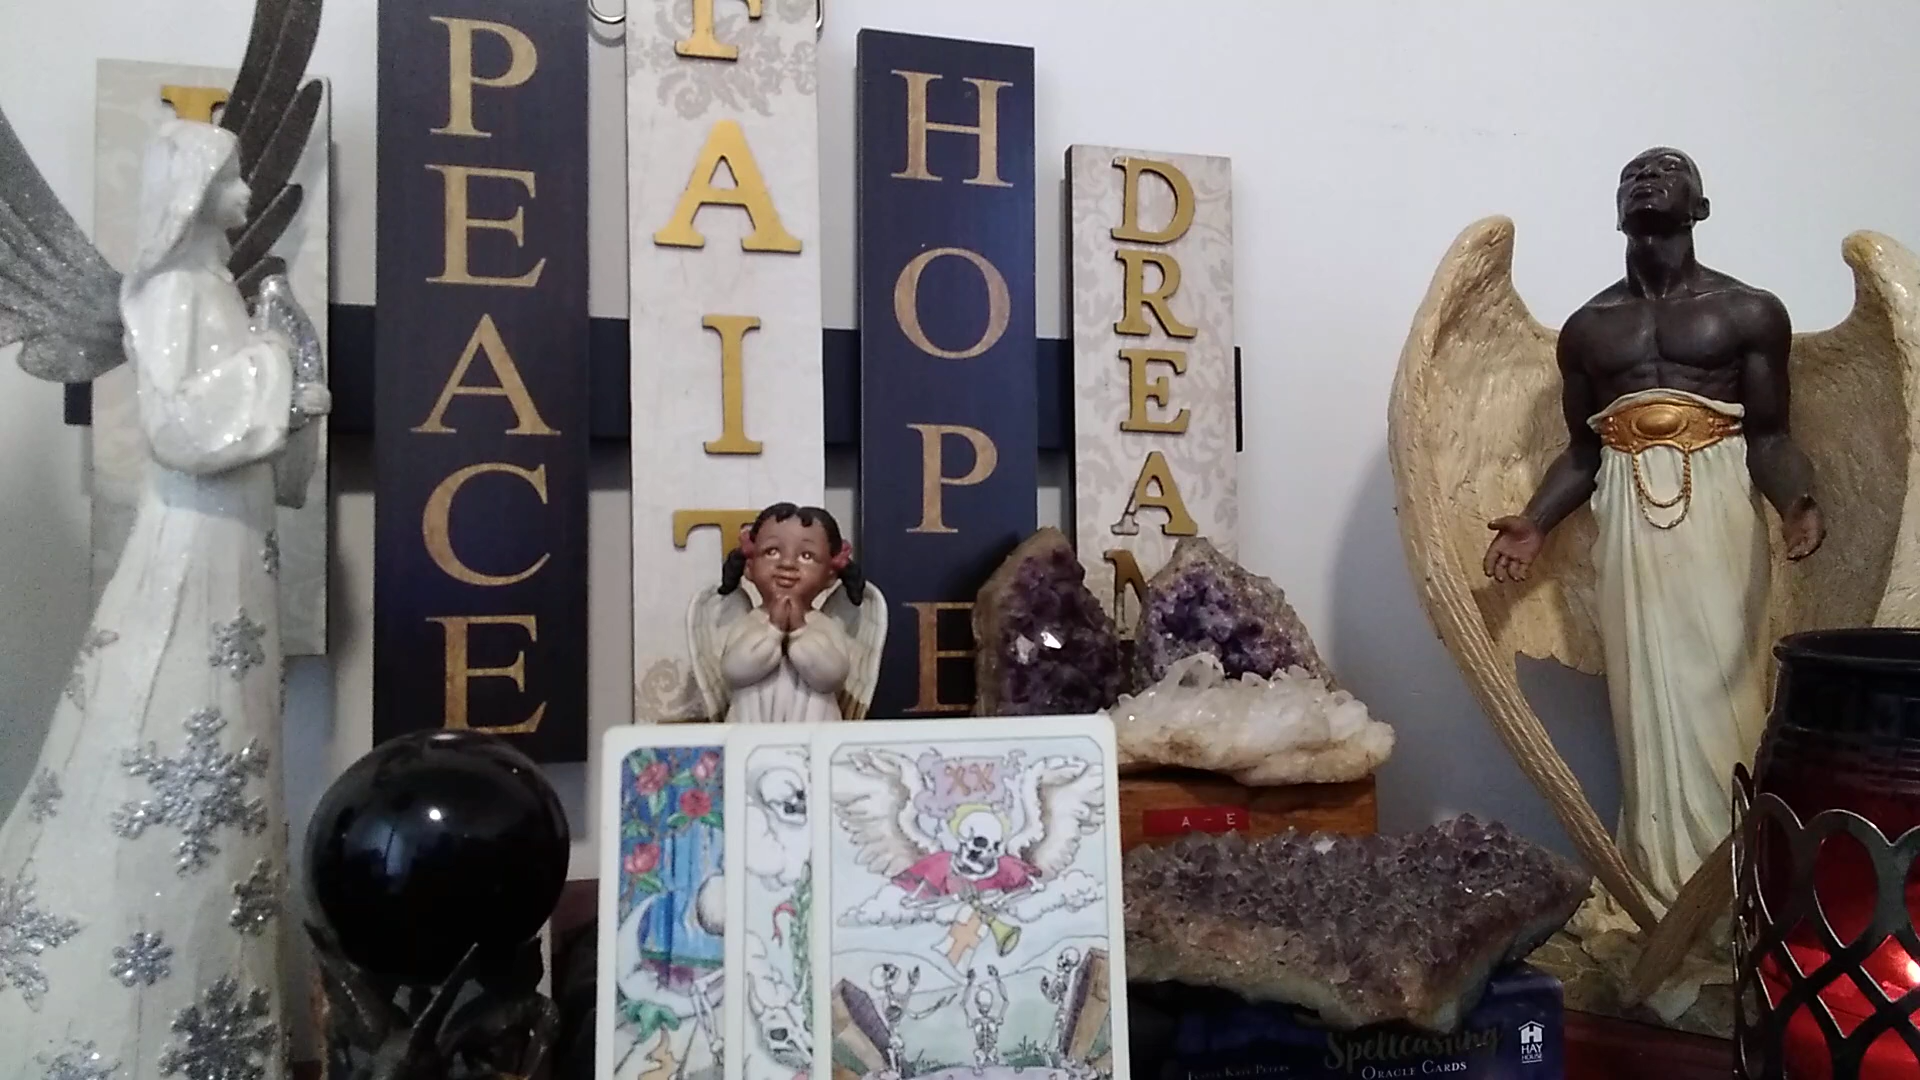 PEACE
FAITH
HOPE
DREAM
XX
A - E
Spellcasting
ORACLE CARDS
HAY
HOUSE